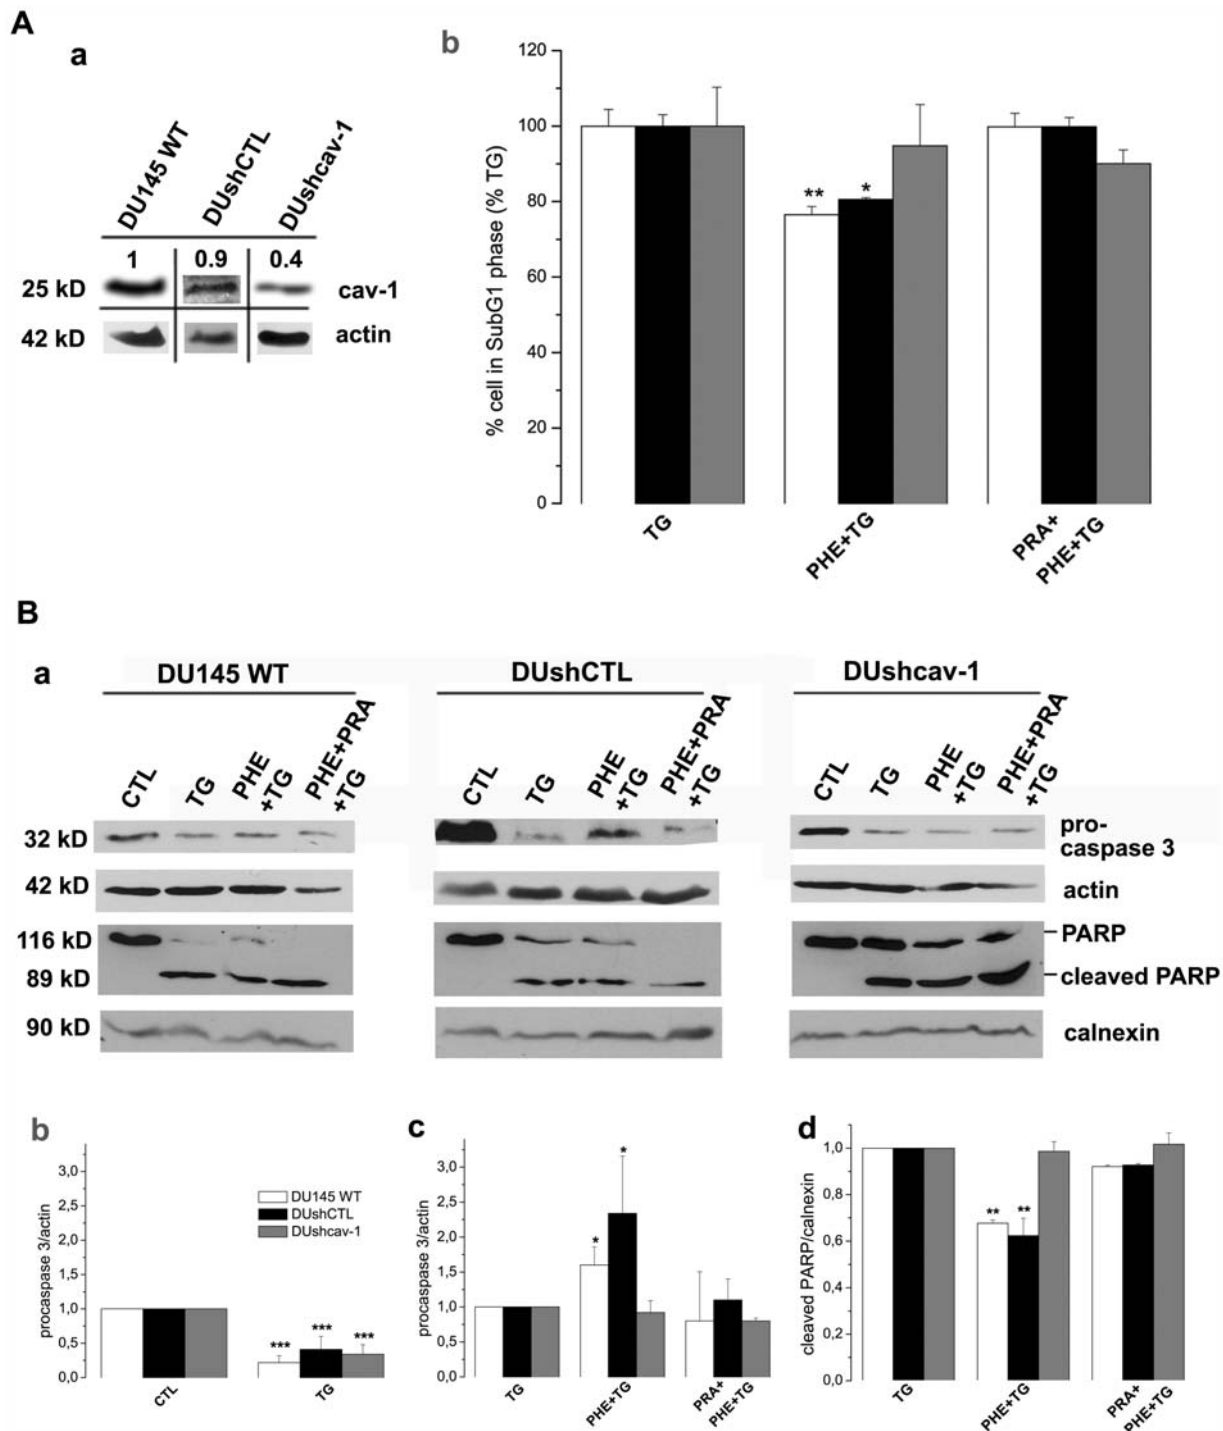 A
a
DU145 WT
DUshCTL
DUshcav-1
1 0.9 0.4
25 kD cav-1
42 kD actin
b
% cell in SubG1 phase (% TG)
120
100
80
60
40
20
0
** *
TG
PHE+TG
PRA+
PHE+TG
B
a
DU145 WT DUshCTL DUshcav-1
CTL TG PHE +TG PHE+PRA +TG
CTL TG PHE +TG PHE+PRA +TG
CTL TG PHE +TG PHE+PRA +TG
32 kD pro-
caspase 3
42 kD actin
116 kD PARP
89 kD cleaved PARP
90 kD calnexin
b
procaspase 3/actin
3,0
2,5
2,0
1,5
1,0
0,5
0,0
DU145 WT
DUshCTL
DUshcav-1
*** *** ***
CTL
TG
c
procaspase 3/actin
3,0
2,5
2,0
1,5
1,0
0,5
0,0
* *
TG
PHE+TG
PRA+
PHE+TG
d
cleaved PARP/calnexin
1,0
0,8
0,6
0,4
0,2
0,0
** **
TG
PHE+TG
PRA+
PHE+TG